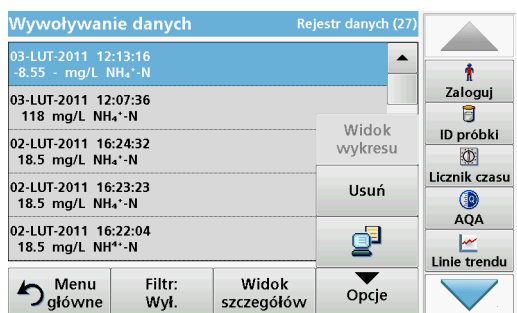 Wywoływanie danych
Rejestr danych (27)
03-LUT-2011 12:13:16
-8.55 - mg/L NH₄⁺-N
03-LUT-2011 12:07:36
118 mg/L NH₄⁺-N
02-LUT-2011 16:24:32
18.5 mg/L NH₄⁺-N
02-LUT-2011 16:23:23
18.5 mg/L NH₄⁺-N
02-LUT-2011 16:22:04
18.5 mg/L NH⁴⁺-N
Widok
wykresu
Usuń
Menu
główne
Filtr:
Wył.
Widok
szczegółów
Opcje
Zaloguj
ID próbki
Licznik czasu
AQA
Linie trendu